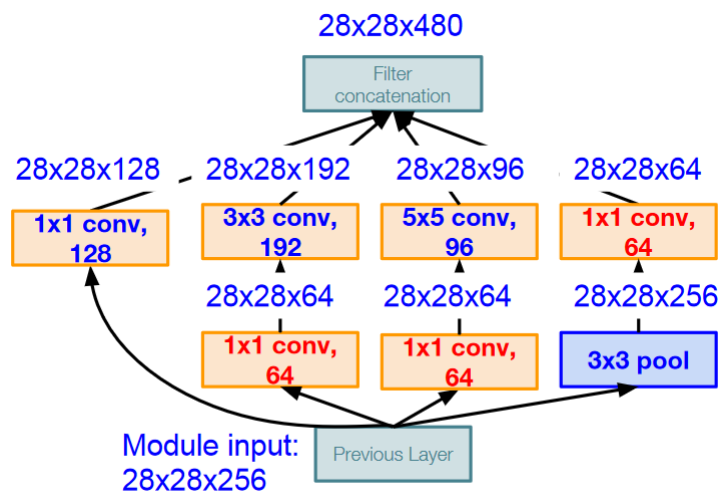 28x28x480
Filter
concatenation
28x28x128
28x28x192
28x28x96
28x28x64
1x1 conv,
128
3x3 conv,
192
5x5 conv,
96
1x1 conv,
64
28x28x64
28x28x64
28x28x256
1x1 conv,
64
1x1 conv,
64
3x3 pool
Module input:
28x28x256
Previous Layer